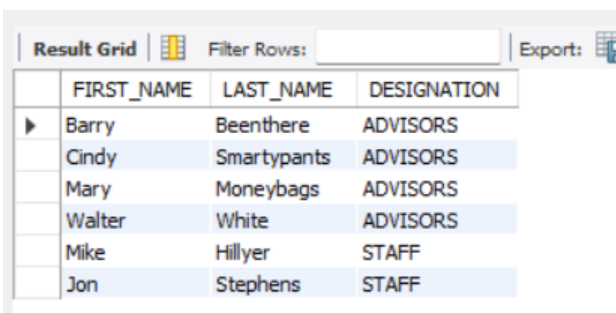 Result Grid Filter Rows: Export:
FIRST_NAME LAST_NAME DESIGNATION
Barry Beenthere ADVISORS
Cindy Smartypants ADVISORS
Mary Moneybags ADVISORS
Walter White ADVISORS
Mike Hillyer STAFF
Jon Stephens STAFF